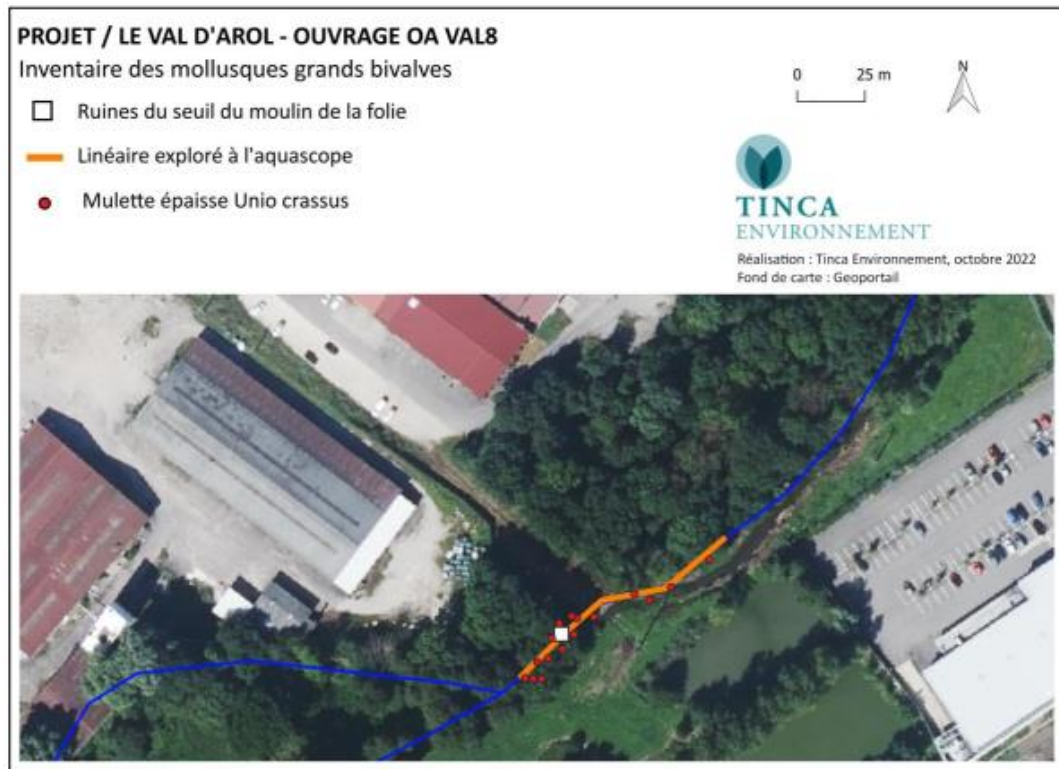 PROJET / LE VAL D'AROL - OUVRAGE OA VAL8
Inventaire des mollusques grands bivalves
Ruines du seuil du moulin de la folie
Linéaire exploré à l'aquascope
Mulette épaisse Unio crassus
0 25 m
N
TINCA
ENVIRONNEMENT
Réalisation : Tinca Environnement, octobre 2022
Fond de carte : Geoportail